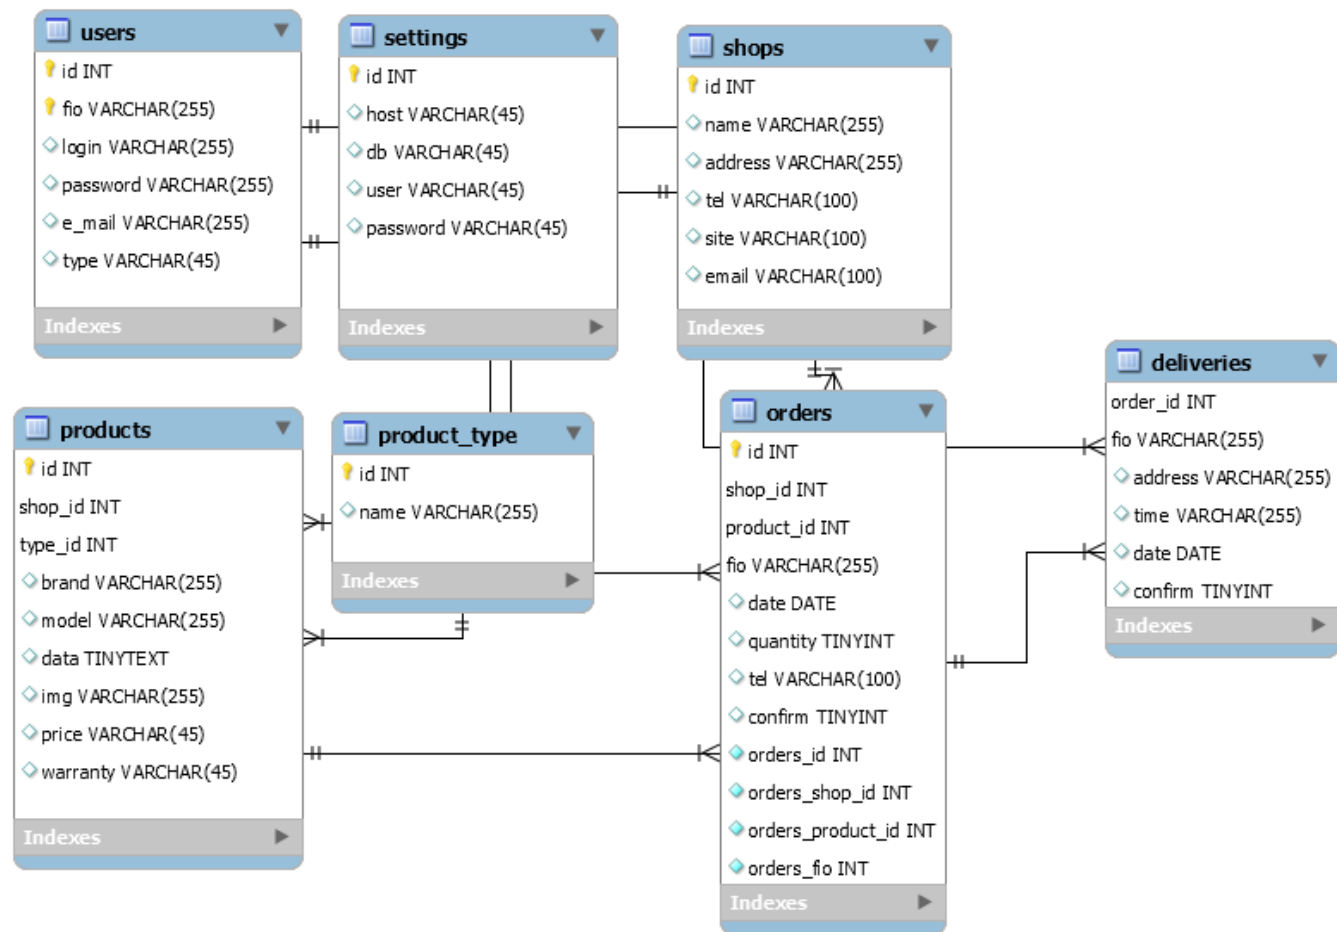 users
id INT
fio VARCHAR(255)
login VARCHAR(255)
password VARCHAR(255)
e_mail VARCHAR(255)
type VARCHAR(45)
Indexes
settings
id INT
host VARCHAR(45)
db VARCHAR(45)
user VARCHAR(45)
password VARCHAR(45)
Indexes
shops
id INT
name VARCHAR(255)
address VARCHAR(255)
tel VARCHAR(100)
site VARCHAR(100)
email VARCHAR(100)
Indexes
products
id INT
shop_id INT
type_id INT
brand VARCHAR(255)
model VARCHAR(255)
data TINYTEXT
img VARCHAR(255)
price VARCHAR(45)
warranty VARCHAR(45)
Indexes
product_type
id INT
name VARCHAR(255)
Indexes
orders
id INT
shop_id INT
product_id INT
fio VARCHAR(255)
date DATE
quantity TINYINT
tel VARCHAR(100)
confirm TINYINT
orders_id INT
orders_shop_id INT
orders_product_id INT
orders_fio INT
Indexes
deliveries
order_id INT
fio VARCHAR(255)
address VARCHAR(255)
time VARCHAR(255)
date DATE
confirm TINYINT
Indexes